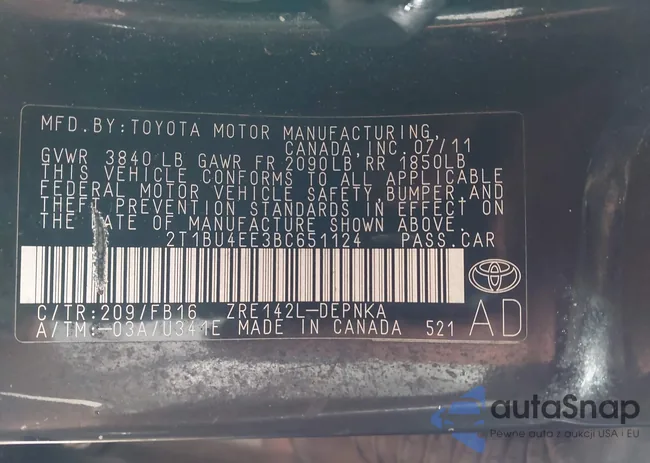 MFD.BY:TOYOTA MOTOR MANUFACTURING,
CANADA,INC. 07/11
GVWR 3840 LB GAWR FR 2090LB RR 1850LB
THIS VEHICLE CONFORMS TO ALL APPLICABLE
FEDERAL MOTOR VEHICLE SAFETY, BUMPER, AND
THEFT PREVENTION STANDARDS IN EFFECT ON
THE DATE OF MANUFACTURE SHOWN ABOVE.
2T1BU4EE3BC651124 PASS.CAR
C/TR:209/FB16 ZRE142L-DEPNKA
A/TM:-03A/U341E MADE IN CANADA 521 AD
autaSnap
Pewne auta z aukcji USA i EU